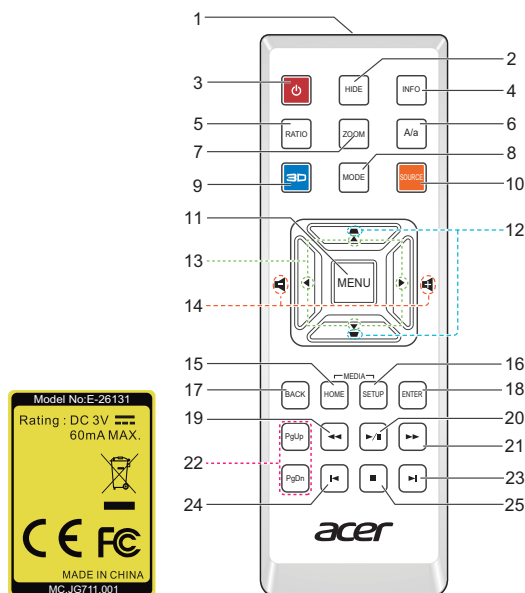 1
2
3
4
HIDE
INFO
5
6
RATIO
ZOOM
A/a
7
8
3D
MODE
SOURCE
9
10
11
12
13
MENU
14
15
MEDIA
16
17
BACK
HOME
SETUP
ENTER
18
19
20
PgUp
21
22
PgDn
23
24
25
acer
Model No:E-26131
Rating : DC 3V
60mA MAX.
CE FC
MADE IN CHINA
MC.JG711.001